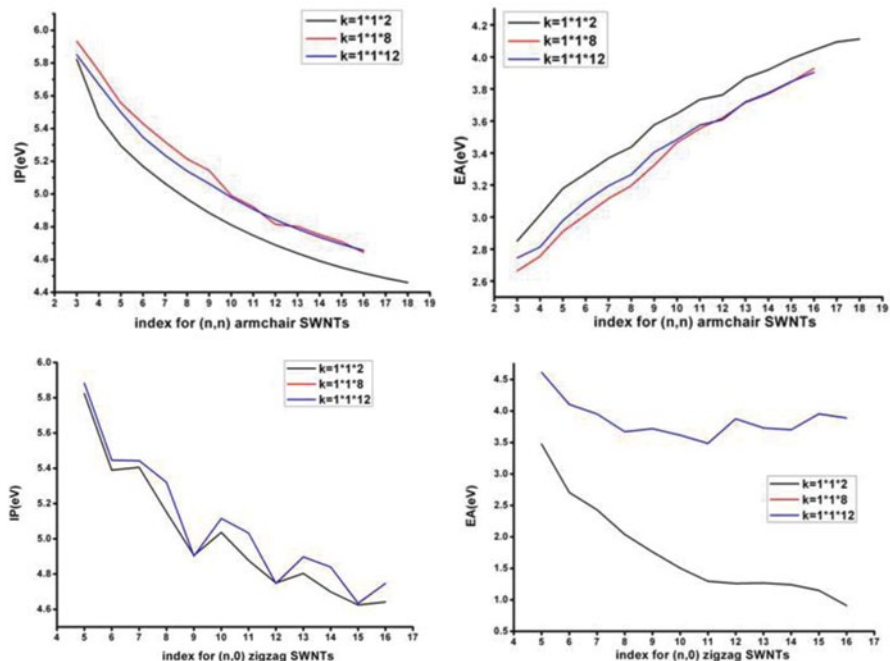 6.0
5.8
5.6
5.4
5.2
5.0
4.8
4.6
4.4
IP(eV)
k=1*1*2
k=1*1*8
k=1*1*12
2 3 4 5 6 7 8 9 10 11 12 13 14 15 16 17 18 19
index for (n,n) armchair SWNTs
4.2
4.0
3.8
3.6
3.4
3.2
3.0
2.8
2.6
EA(eV)
k=1*1*2
k=1*1*8
k=1*1*12
2 3 4 5 6 7 8 9 10 11 12 13 14 15 16 17 18 19
index for (n,n) armchair SWNTs
6.0
5.8
5.6
5.4
5.2
5.0
4.8
4.6
IP(eV)
k=1*1*2
k=1*1*8
k=1*1*12
4 5 6 7 8 9 10 11 12 13 14 15 16 17
index for (n,0) zigzag SWNTs
4.5
4.0
3.5
3.0
2.5
2.0
1.5
1.0
0.5
EA(eV)
k=1*1*2
k=1*1*8
k=1*1*12
4 5 6 7 8 9 10 11 12 13 14 15 16 17
index for (n,0) zigzag SWNTs